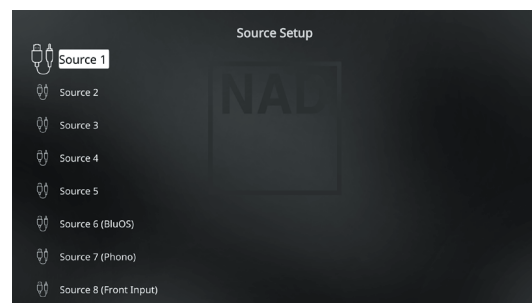 Source Setup
Source 1
NAD
Source 2
Source 3
Source 4
Source 5
Source 6 (BluOS)
Source 7 (Phono)
Source 8 (Front Input)